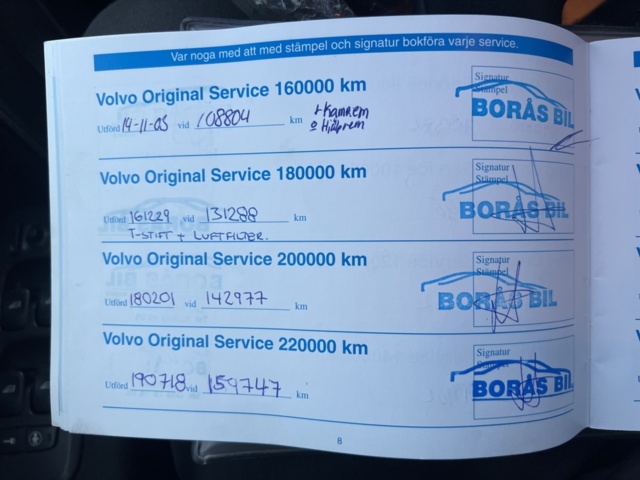 Var noga med att med stämpel och signatur bokföra varje service.
Volvo Original Service 160000 km
Utförd 14-11-05 vid 108804 km
+ Kamrem
o Hjälprem
Signatur
Stämpel
BORÅS BIL
Volvo Original Service 180000 km
Utförd 161229 vid 131288 km
T-STIFT + LUFTFILTER.
Signatur
Stämpel
BORÅS BIL
Volvo Original Service 200000 km
Utförd 180201 vid 142977 km
Signatur
Stämpel
BORÅS BIL
Volvo Original Service 220000 km
Utförd 190718 vid 159747 km
Signatur
Stämpel
BORÅS BIL
8